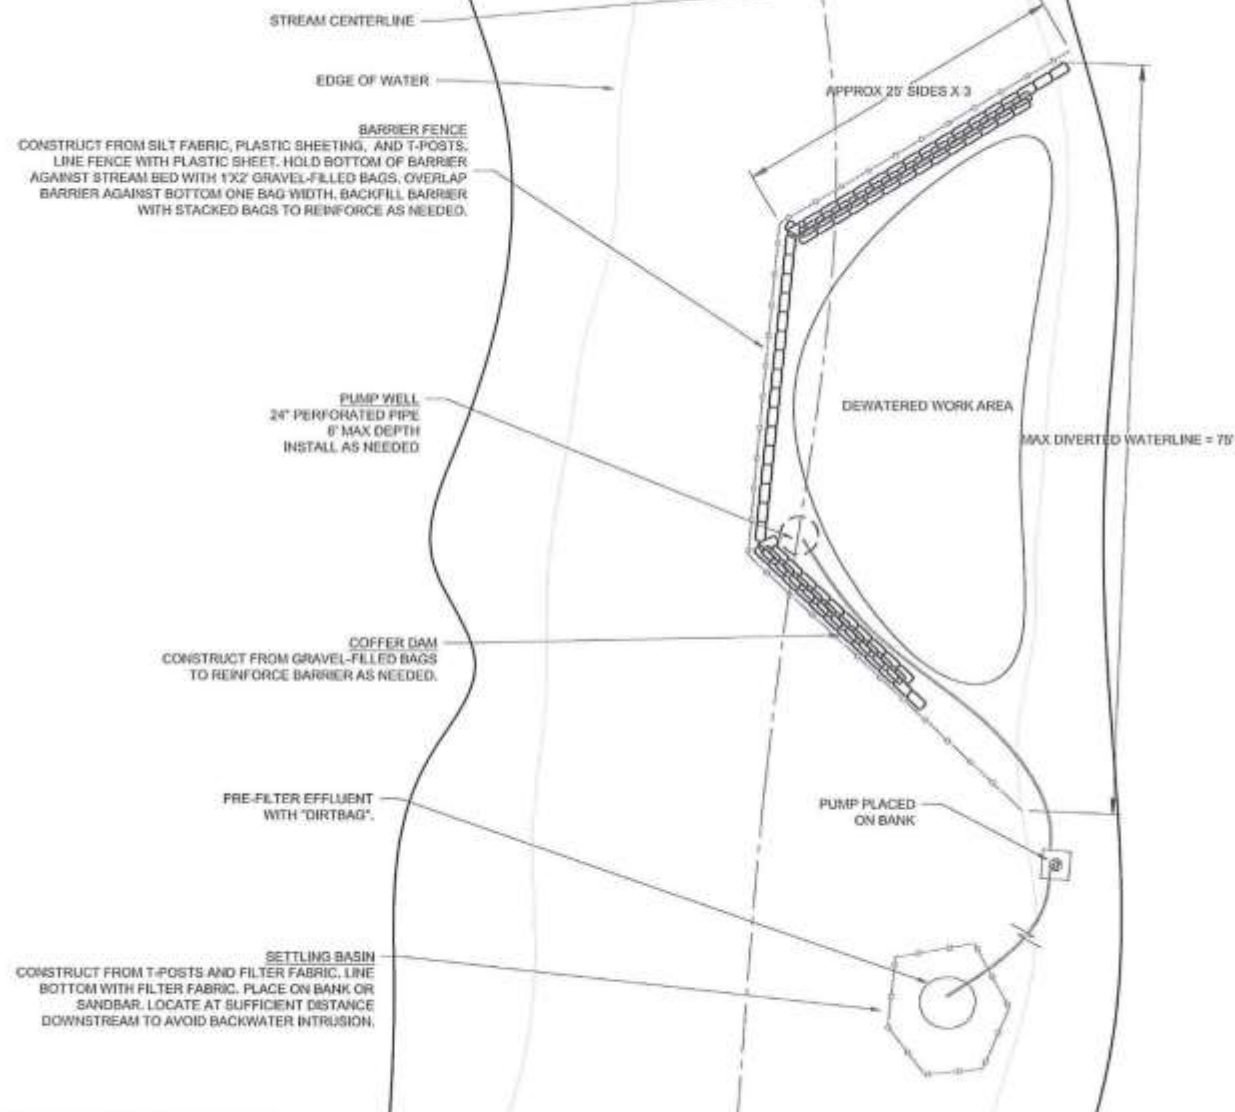 STREAM CENTERLINE
EDGE OF WATER
APPROX 25' SIDES X 3
BARRIER FENCE
CONSTRUCT FROM SILT FABRIC, PLASTIC SHEETING, AND T-POSTS.
LINE FENCE WITH PLASTIC SHEET. HOLD BOTTOM OF BARRIER
AGAINST STREAM BED WITH 1'X2' GRAVEL-FILLED BAGS. OVERLAP
BARRIER AGAINST BOTTOM ONE BAG WIDTH. BACKFILL BARRIER
WITH STACKED BAGS TO REINFORCE AS NEEDED.
PUMP WELL
24" PERFORATED PIPE
6' MAX DEPTH
INSTALL AS NEEDED
DEWATERED WORK AREA
MAX DIVERTED WATERLINE = 75'
COFFER DAM
CONSTRUCT FROM GRAVEL-FILLED BAGS
TO REINFORCE BARRIER AS NEEDED.
PRE-FILTER EFFLUENT
WITH "DIRTBAG".
PUMP PLACED
ON BANK
SETTLING BASIN
CONSTRUCT FROM T-POSTS AND FILTER FABRIC. LINE
BOTTOM WITH FILTER FABRIC. PLACE ON BANK OR
SANDBAR. LOCATE AT SUFFICIENT DISTANCE
DOWNSTREAM TO AVOID BACKWATER INTRUSION.